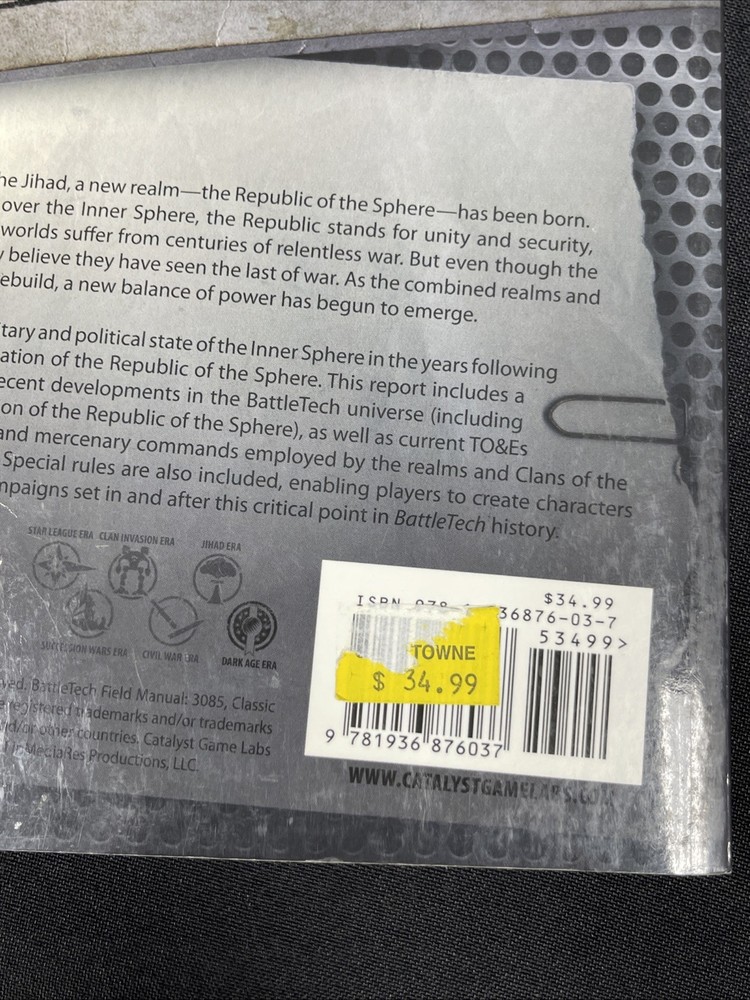 he Jihad, a new realm—the Republic of the Sphere—has been born.
over the Inner Sphere, the Republic stands for unity and security,
worlds suffer from centuries of relentless war. But even though the
y believe they have seen the last of war. As the combined realms and
ebuild, a new balance of power has begun to emerge.
tary and political state of the Inner Sphere in the years following
ation of the Republic of the Sphere. This report includes a
ecent developments in the BattleTech universe (including
on of the Republic of the Sphere), as well as current TO&Es
and mercenary commands employed by the realms and Clans of the
Special rules are also included, enabling players to create characters
mpaigns set in and after this critical point in BattleTech history.
STAR LEAGUE ERA CLAN INVASION ERA JIHAD ERA
SUCCESSION WARS ERA CIVIL WAR ERA DARK AGE ERA
ved. BattleTech Field Manual: 3085, Classic
e registered trademarks and/or trademarks
nd/or other countries. Catalyst Game Labs
InMediaRes Productions, LLC.
$34.99
ISBN 978 36876-03-7
53499>
TOWNE
$ 34.99
9 781936 876037
WWW.CATALYSTGAMELABS.COM